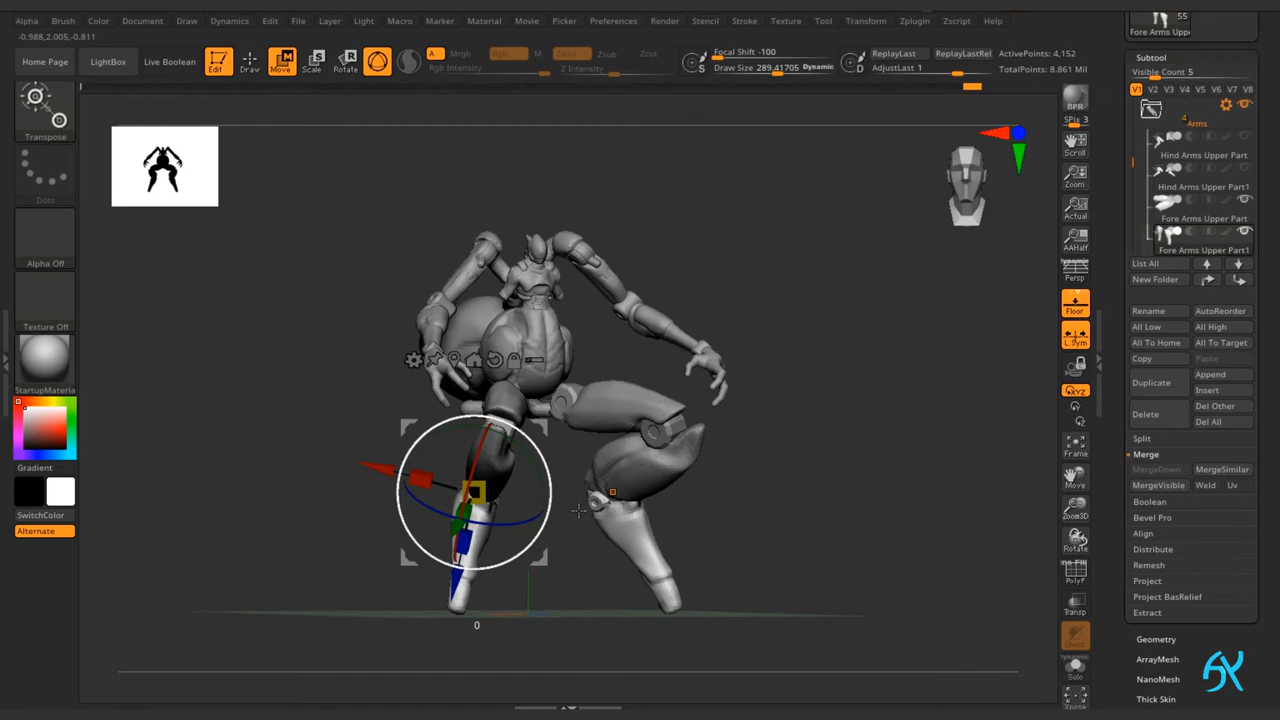 Alpha Brush Color Document Draw Dynamics Edit File Layer Light Macro Marker Material Movie Picker Preferences Render Stencil Stroke Texture Tool Transform Zplugin Zscript Help
-0.988,2.005,-0.811
Home Page LightBox Live Boolean Edit Draw Move Scale Rotate A Mrgb Rgb M Zadd Zsub Zcut
Rgb Intensity Z Intensity
S Focal Shift -100
Draw Size 289.41705 Dynamic
D ReplayLast ReplayLastRel
AdjustLast 1
ActivePoints: 4,152
TotalPoints: 8.861 Mil
Transpose
Dots
Alpha Off
Texture Off
StartupMateria
Gradient
SwitchColor
Alternate
0
BPR
SPix 3
Scroll
Zoom
Actual
AAHalf
Dynamic
Persp
Floor
L.Sym
XYZ
Frame
Move
Zoom3D
Rotate
PolyF
Transp
Ghost
Dynamic
Solo
Xpose
55
Fore Arms Upper
Subtool
Visible Count 5
V1 V2 V3 V4 V5 V6 V7 V8
4
Arms
Hind Arms Upper Part
Hind Arms Upper Part1
Fore Arms Upper Part
Fore Arms Upper Part1
List All
New Folder
Rename AutoReorder
All Low All High
All To Home All To Target
Copy Paste
Duplicate Append
Insert
Delete Del Other
Del All
Split
Merge
MergeDown MergeSimilar
MergeVisible Weld Uv
Boolean
Bevel Pro
Align
Distribute
Remesh
Project
Project BasRelief
Extract
Geometry
ArrayMesh
NanoMesh
Thick Skin